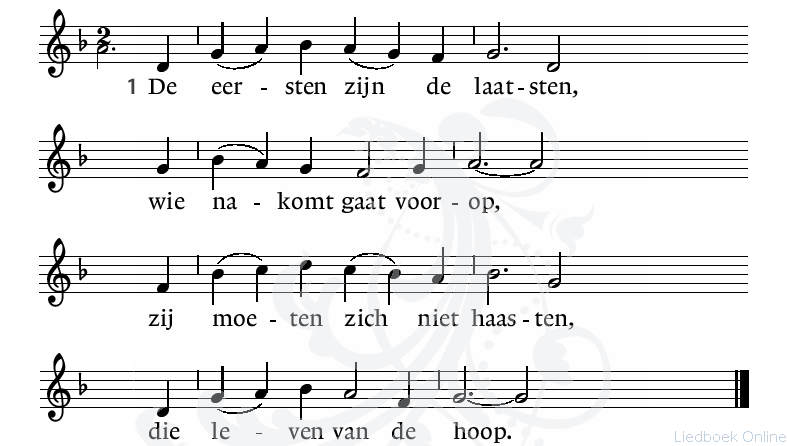 2
1 De eer - sten zijn de laat - sten,
wie na - komt gaat voor - op,
zij moe - ten zich niet haas - ten,
die le - ven van de hoop.
Liedboek Online